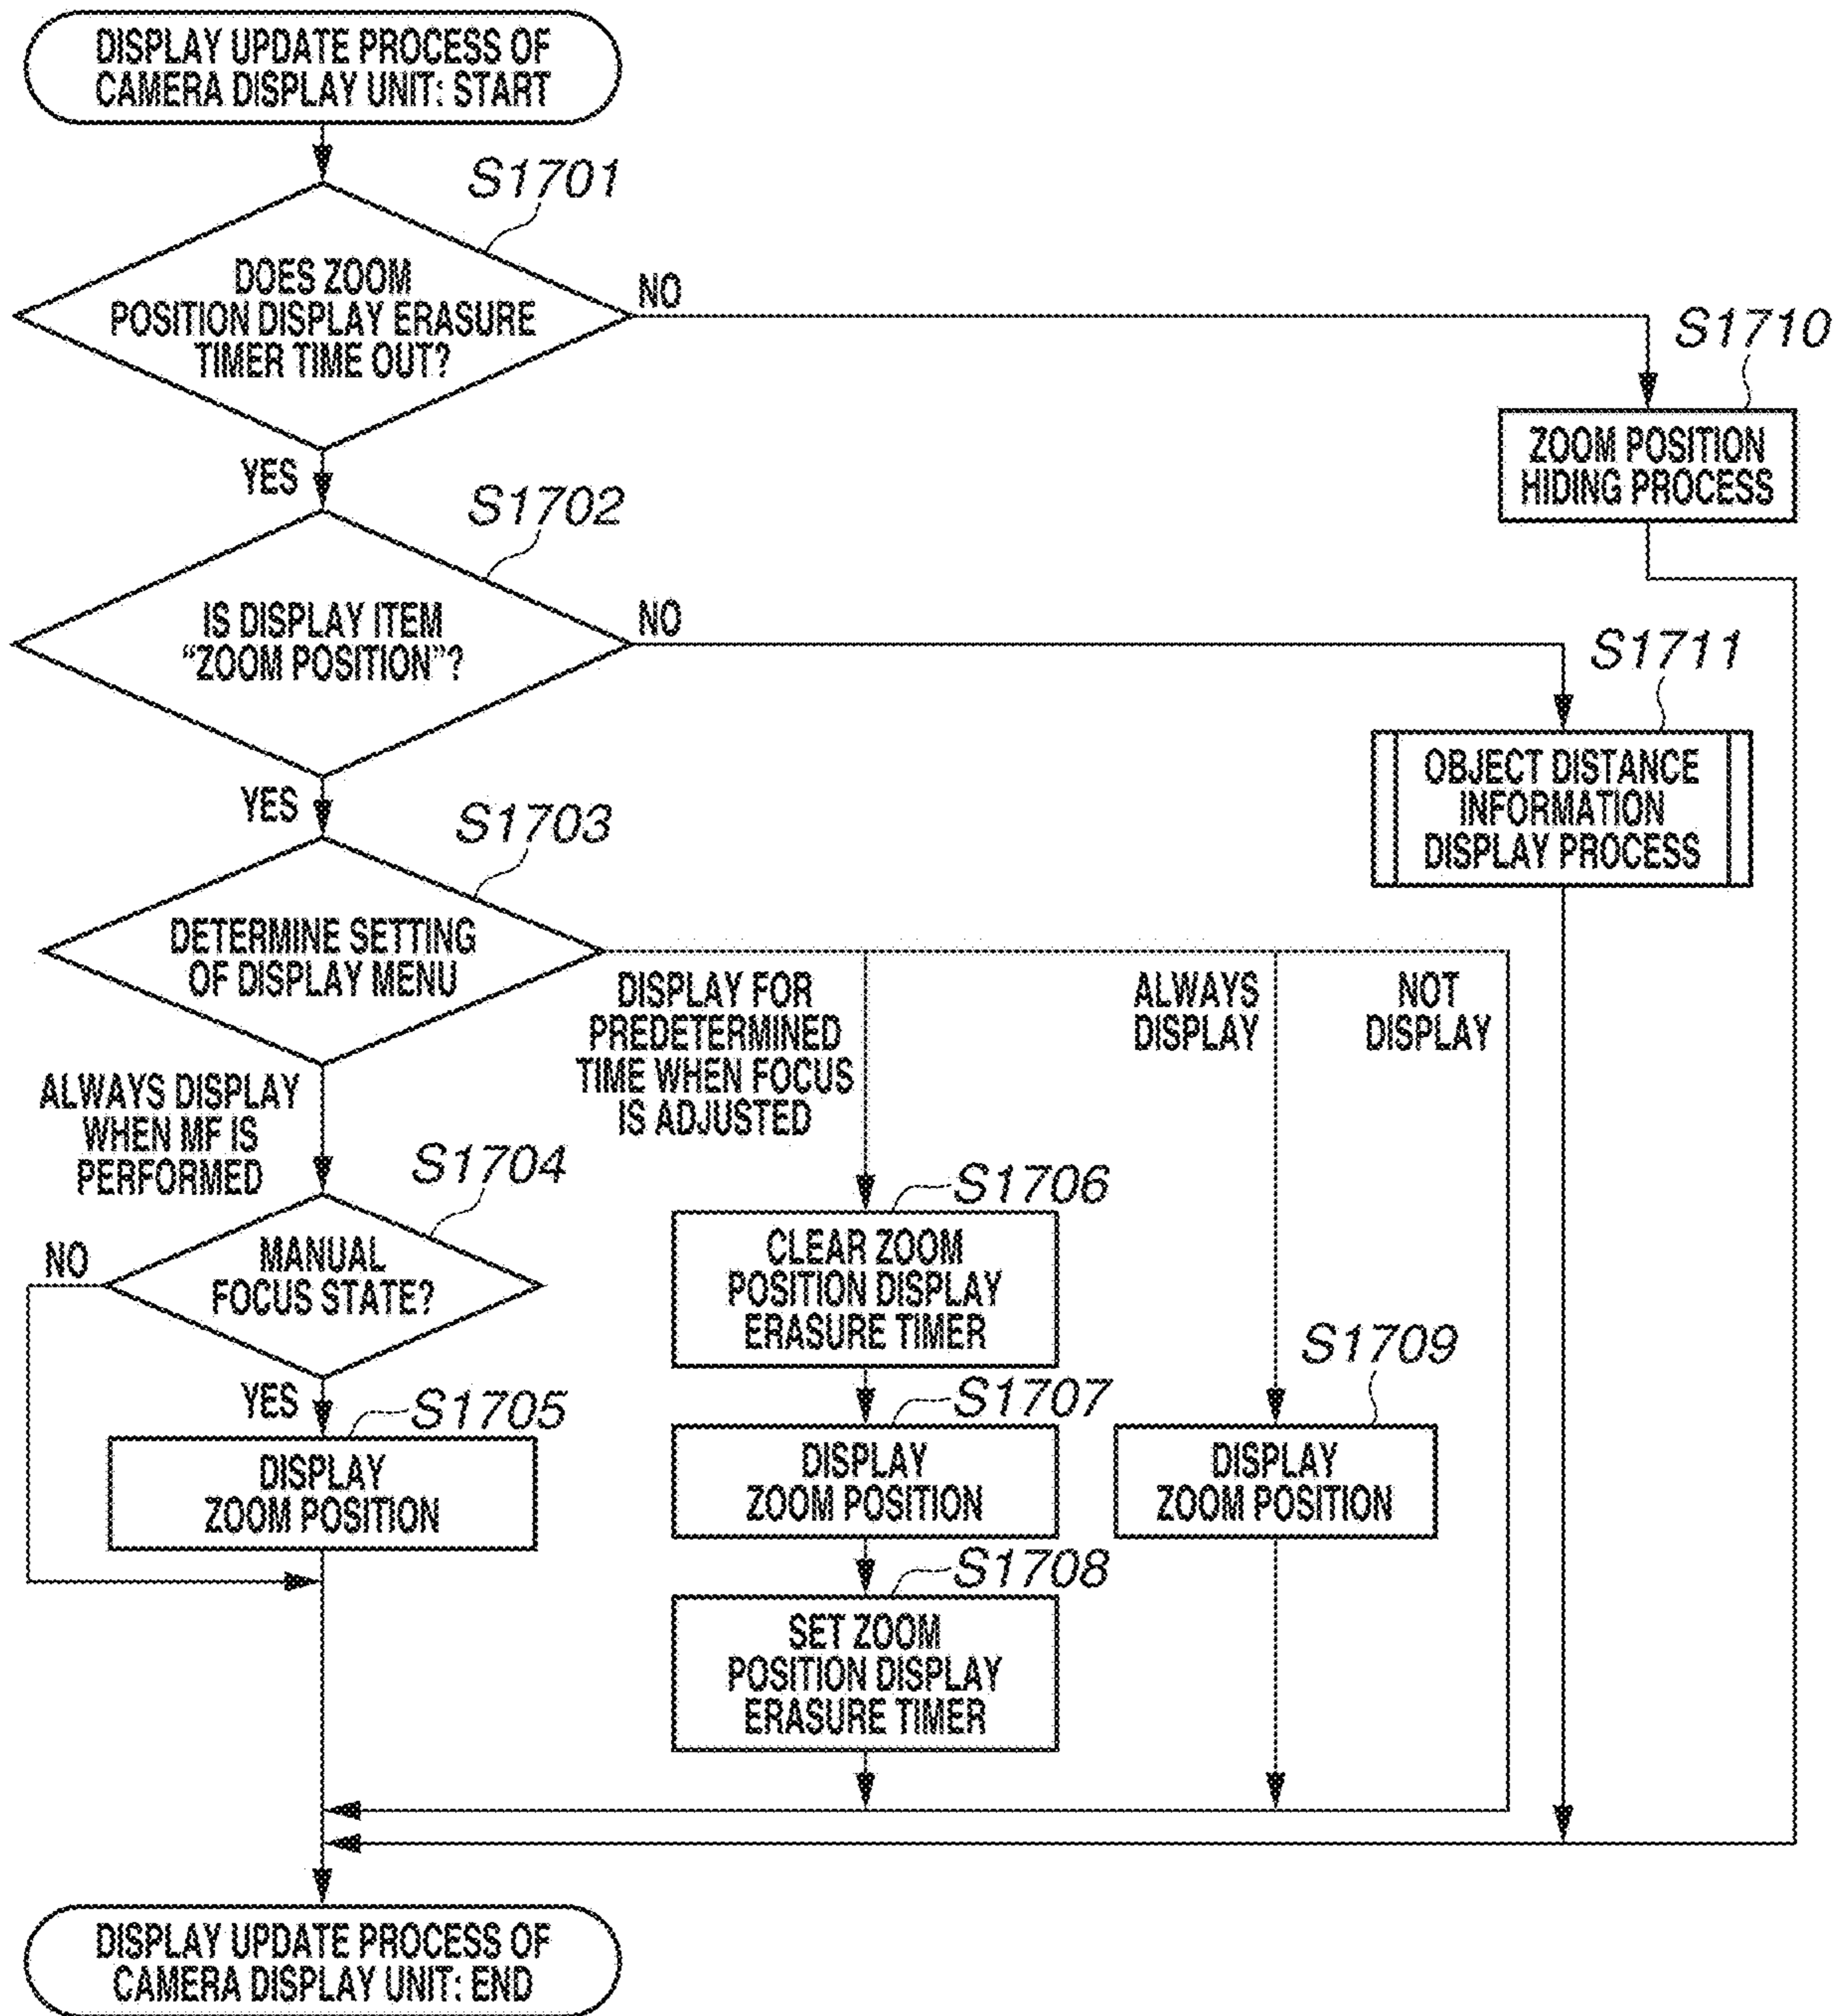 DISPLAY UPDATE PROCESS OF
CAMERA DISPLAY UNIT: START
S1701
DOES ZOOM
POSITION DISPLAY ERASURE
TIMER TIME OUT?
NO
YES
S1710
ZOOM POSITION
HIDING PROCESS
S1702
IS DISPLAY ITEM
“ZOOM POSITION”?
NO
YES
S1711
OBJECT DISTANCE
INFORMATION
DISPLAY PROCESS
S1703
DETERMINE SETTING
OF DISPLAY MENU
ALWAYS DISPLAY
WHEN MF IS
PERFORMED
DISPLAY FOR
PREDETERMINED
TIME WHEN FOCUS
IS ADJUSTED
ALWAYS
DISPLAY
NOT
DISPLAY
S1704
MANUAL
FOCUS STATE?
NO
YES
S1705
DISPLAY
ZOOM POSITION
S1706
CLEAR ZOOM
POSITION DISPLAY
ERASURE TIMER
S1707
DISPLAY
ZOOM POSITION
S1708
SET ZOOM
POSITION DISPLAY
ERASURE TIMER
S1709
DISPLAY
ZOOM POSITION
DISPLAY UPDATE PROCESS OF
CAMERA DISPLAY UNIT: END